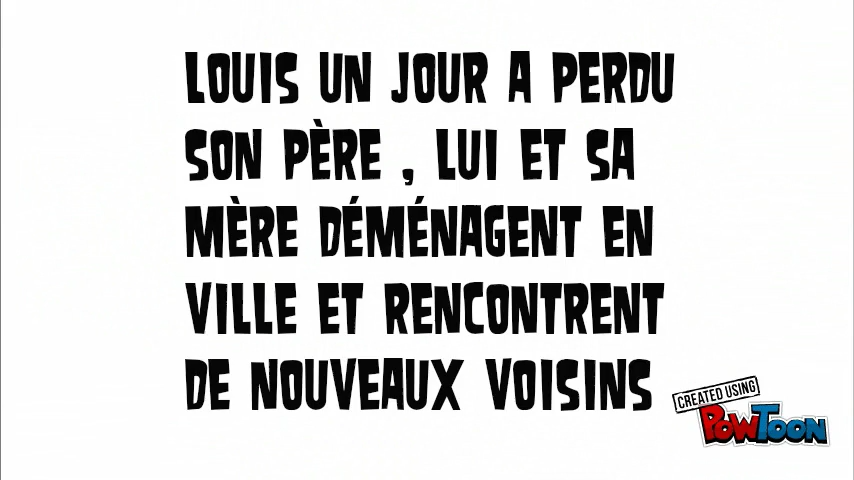 LOUIS UN JOUR A PERDU
SON PÈRE , LUI ET SA
MÈRE DÉMÉNAGENT EN
VILLE ET RENCONTRENT
DE NOUVEAUX VOISINS
CREATED USING
POWTOON